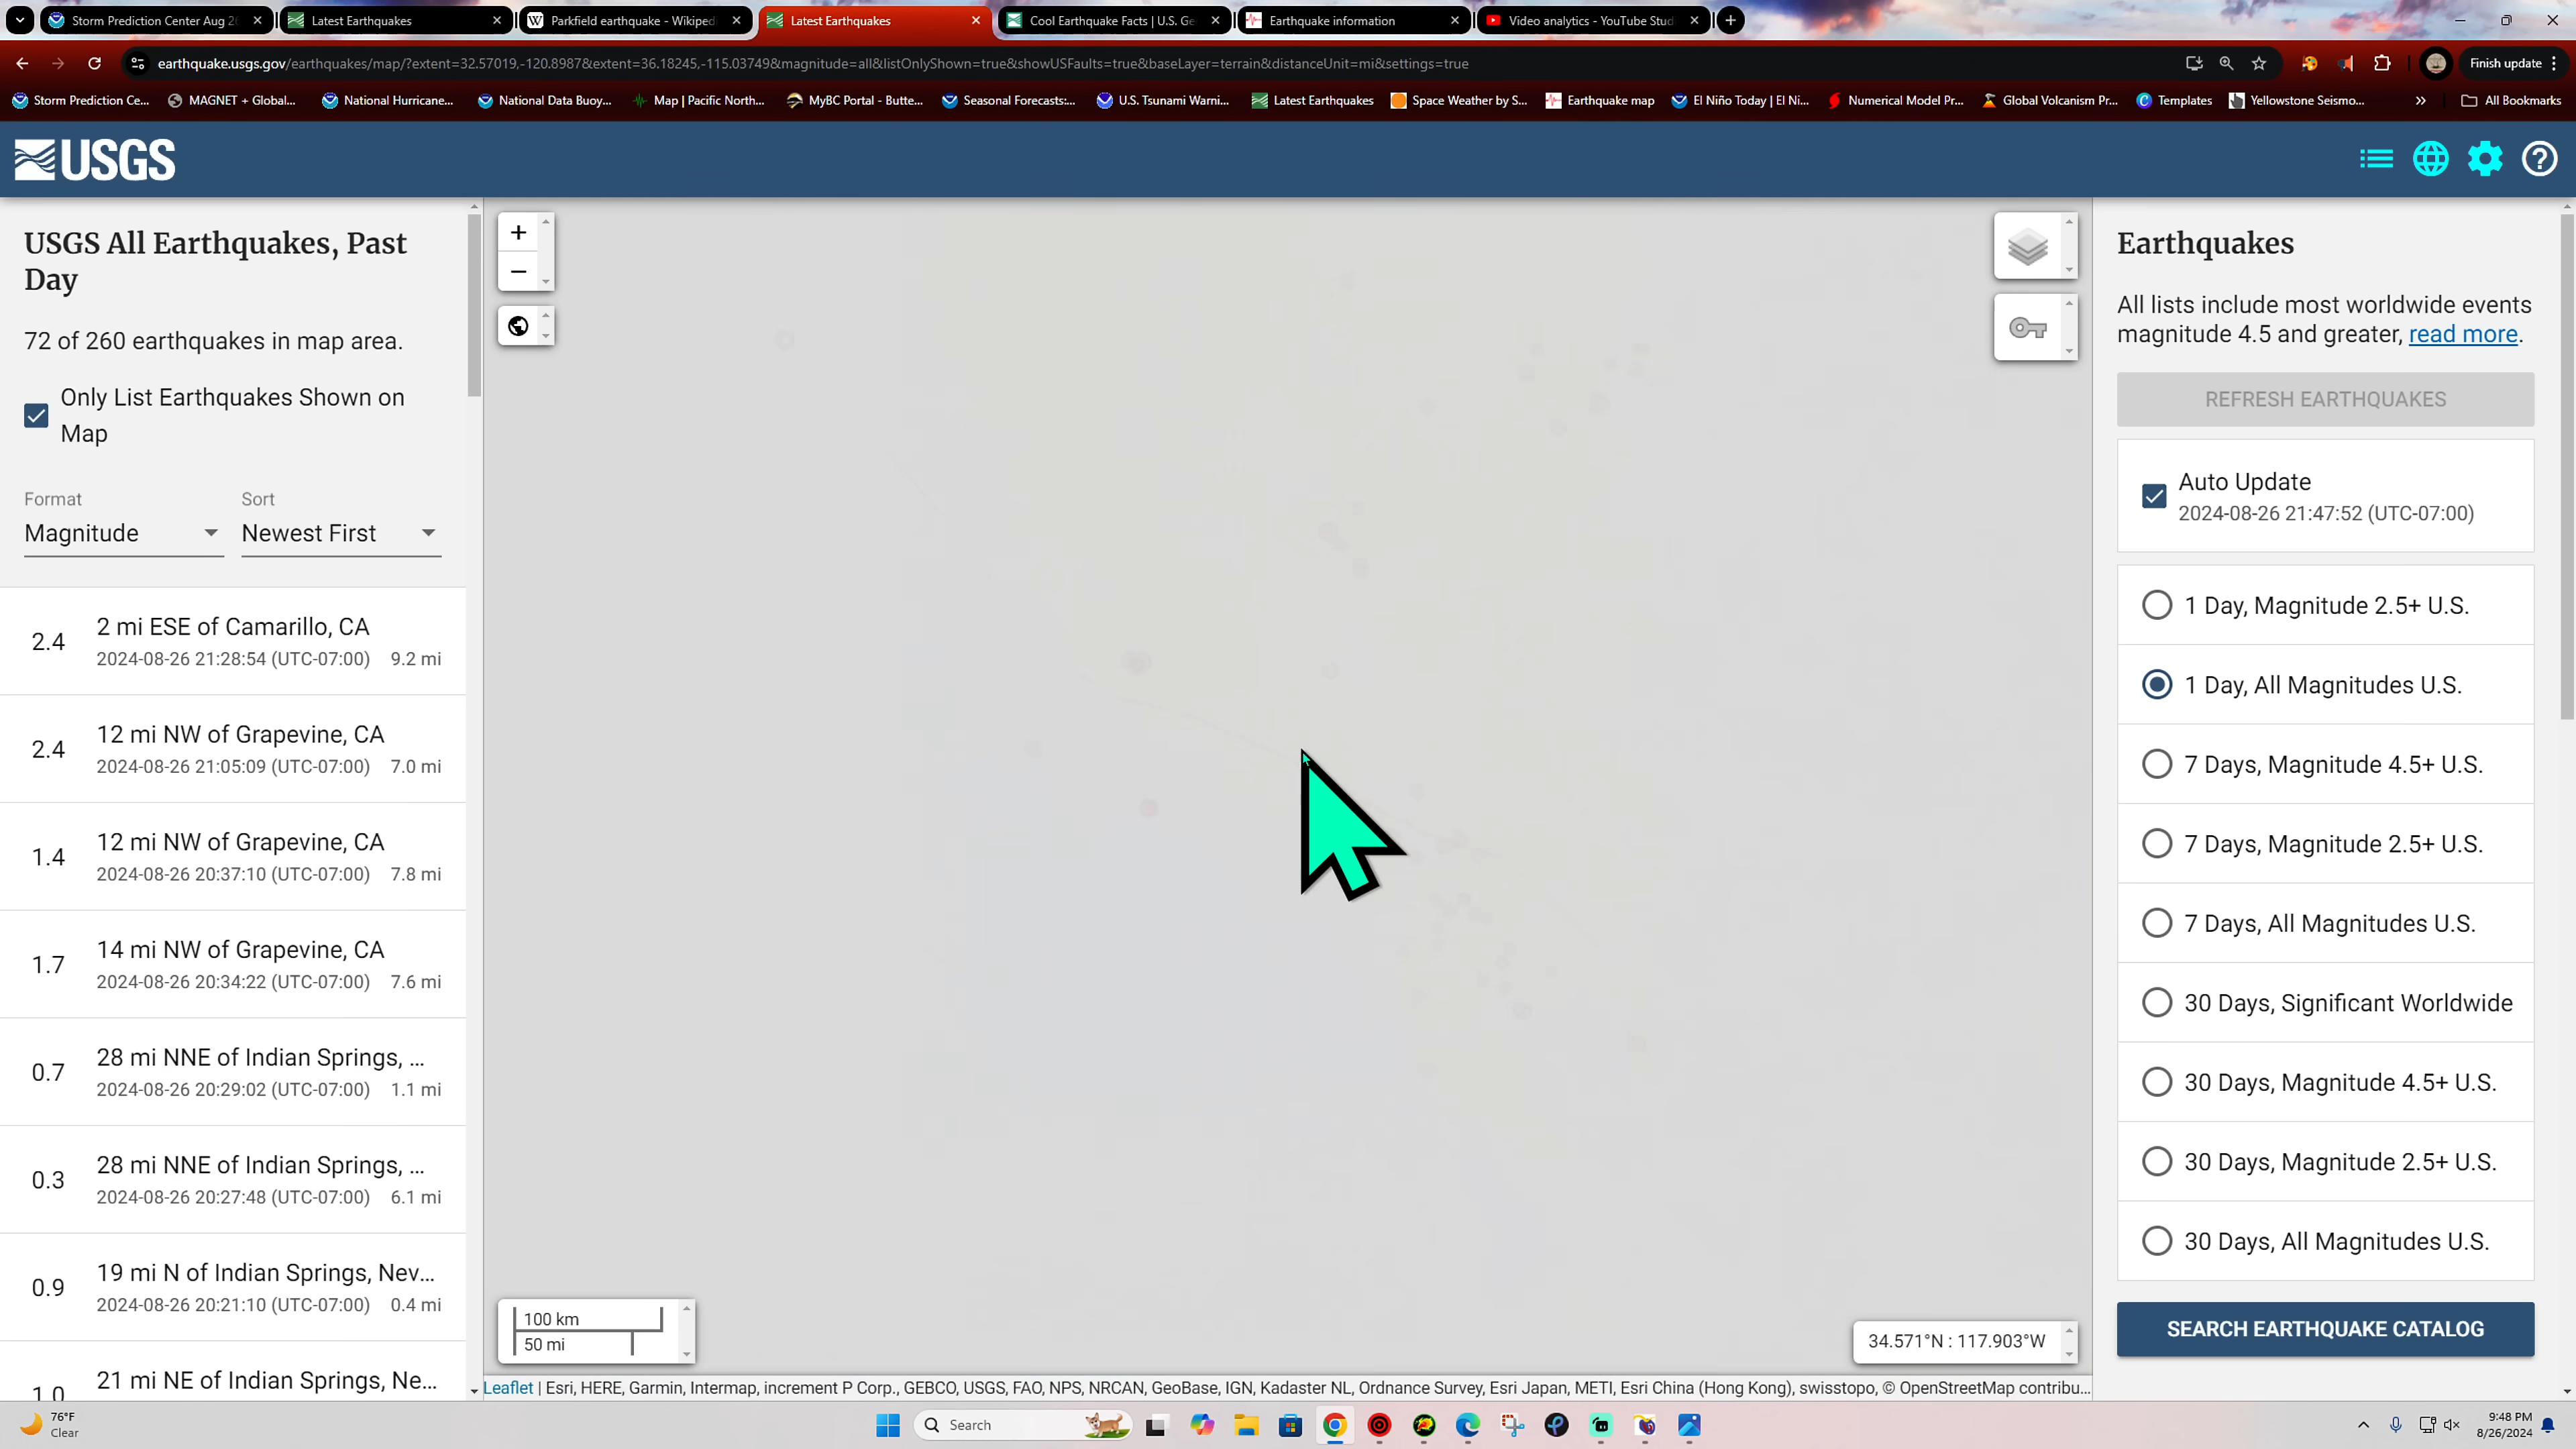 Storm Prediction Center Aug 2
Latest Earthquakes
Parkfield earthquake - Wikiped
Latest Earthquakes
Cool Earthquake Facts | U.S. Ge
Earthquake information
Video analytics - YouTube Stud
earthquake.usgs.gov/earthquakes/map/?extent=32.57019,-120.8987&extent=36.18245,-115.03749&magnitude=all&listOnlyShown=true&showUSFaults=true&baseLayer=terrain&distanceUnit=mi&settings=true
Finish update
Storm Prediction Ce...
MAGNET + Global...
National Hurricane...
National Data Buoy...
Map | Pacific North...
MyBC Portal - Butte...
Seasonal Forecasts:...
U.S. Tsunami Warni...
Latest Earthquakes
Space Weather by S...
Earthquake map
El Niño Today | El Ni...
Numerical Model Pr...
Global Volcanism Pr...
Templates
Yellowstone Seismo...
All Bookmarks
USGS
USGS All Earthquakes, Past
Day
72 of 260 earthquakes in map area.
Only List Earthquakes Shown on
Map
Format
Sort
Magnitude
Newest First
2.4
2 mi ESE of Camarillo, CA
2024-08-26 21:28:54 (UTC-07:00) 9.2 mi
2.4
12 mi NW of Grapevine, CA
2024-08-26 21:05:09 (UTC-07:00) 7.0 mi
1.4
12 mi NW of Grapevine, CA
2024-08-26 20:37:10 (UTC-07:00) 7.8 mi
1.7
14 mi NW of Grapevine, CA
2024-08-26 20:34:22 (UTC-07:00) 7.6 mi
0.7
28 mi NNE of Indian Springs, ...
2024-08-26 20:29:02 (UTC-07:00) 1.1 mi
0.3
28 mi NNE of Indian Springs, ...
2024-08-26 20:27:48 (UTC-07:00) 6.1 mi
0.9
19 mi N of Indian Springs, Nev...
2024-08-26 20:21:10 (UTC-07:00) 0.4 mi
1.0
21 mi NE of Indian Springs, Ne...
100 km
50 mi
34.571°N : 117.903°W
Leaflet | Esri, HERE, Garmin, Intermap, increment P Corp., GEBCO, USGS, FAO, NPS, NRCAN, GeoBase, IGN, Kadaster NL, Ordnance Survey, Esri Japan, METI, Esri China (Hong Kong), swisstopo, © OpenStreetMap contribu...
Earthquakes
All lists include most worldwide events
magnitude 4.5 and greater, read more.
REFRESH EARTHQUAKES
Auto Update
2024-08-26 21:47:52 (UTC-07:00)
1 Day, Magnitude 2.5+ U.S.
1 Day, All Magnitudes U.S.
7 Days, Magnitude 4.5+ U.S.
7 Days, Magnitude 2.5+ U.S.
7 Days, All Magnitudes U.S.
30 Days, Significant Worldwide
30 Days, Magnitude 4.5+ U.S.
30 Days, Magnitude 2.5+ U.S.
30 Days, All Magnitudes U.S.
SEARCH EARTHQUAKE CATALOG
76°F
Clear
Search
9:48 PM
8/26/2024